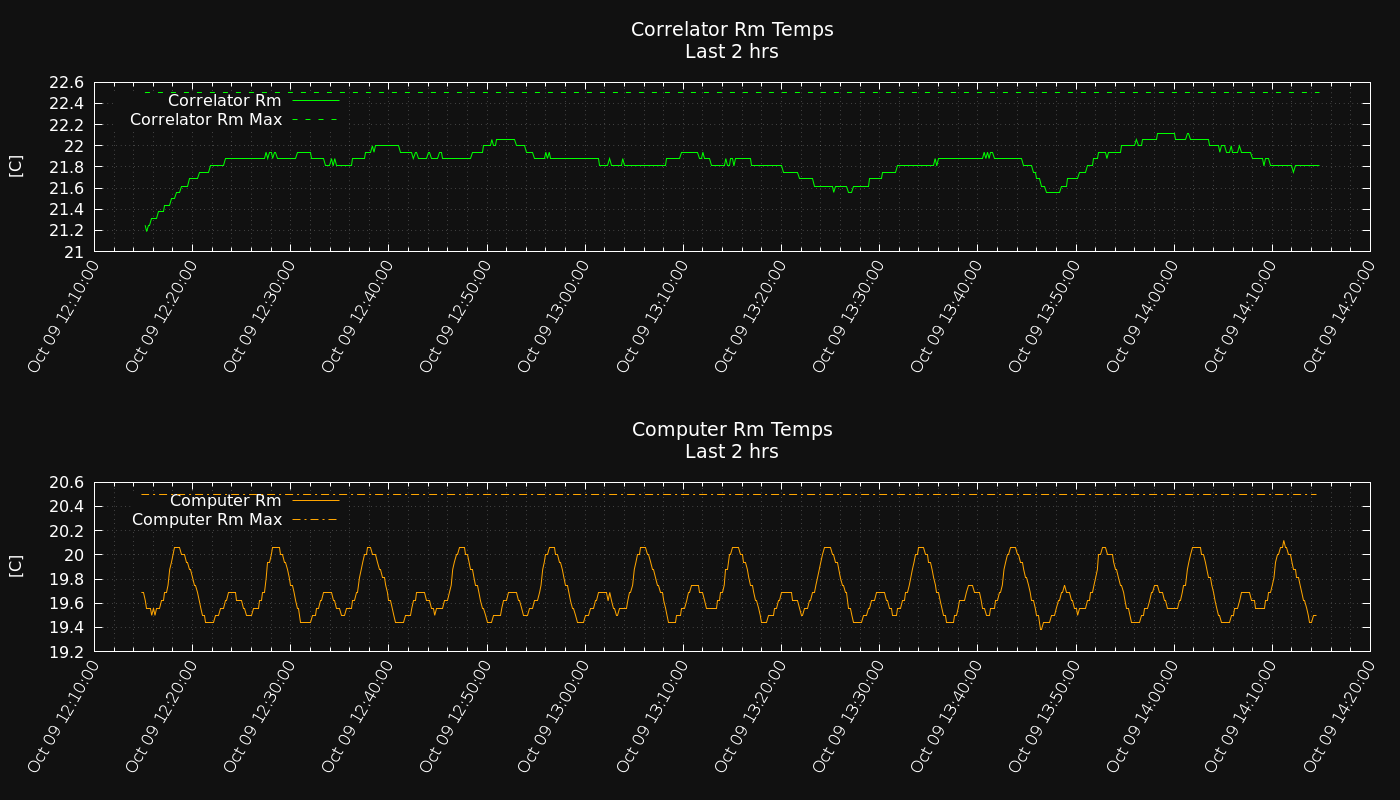 Correlator Rm Temps
Last 2 hrs
22.6
22.4
22.2
22
21.8
21.6
21.4
21.2
21
[C]
Correlator Rm
Correlator Rm Max
Oct 09 12:10:00
Oct 09 12:20:00
Oct 09 12:30:00
Oct 09 12:40:00
Oct 09 12:50:00
Oct 09 13:00:00
Oct 09 13:10:00
Oct 09 13:20:00
Oct 09 13:30:00
Oct 09 13:40:00
Oct 09 13:50:00
Oct 09 14:00:00
Oct 09 14:10:00
Oct 09 14:20:00
Computer Rm Temps
Last 2 hrs
20.6
20.4
20.2
20
19.8
19.6
19.4
19.2
[C]
Computer Rm
Computer Rm Max
Oct 09 12:10:00
Oct 09 12:20:00
Oct 09 12:30:00
Oct 09 12:40:00
Oct 09 12:50:00
Oct 09 13:00:00
Oct 09 13:10:00
Oct 09 13:20:00
Oct 09 13:30:00
Oct 09 13:40:00
Oct 09 13:50:00
Oct 09 14:00:00
Oct 09 14:10:00
Oct 09 14:20:00